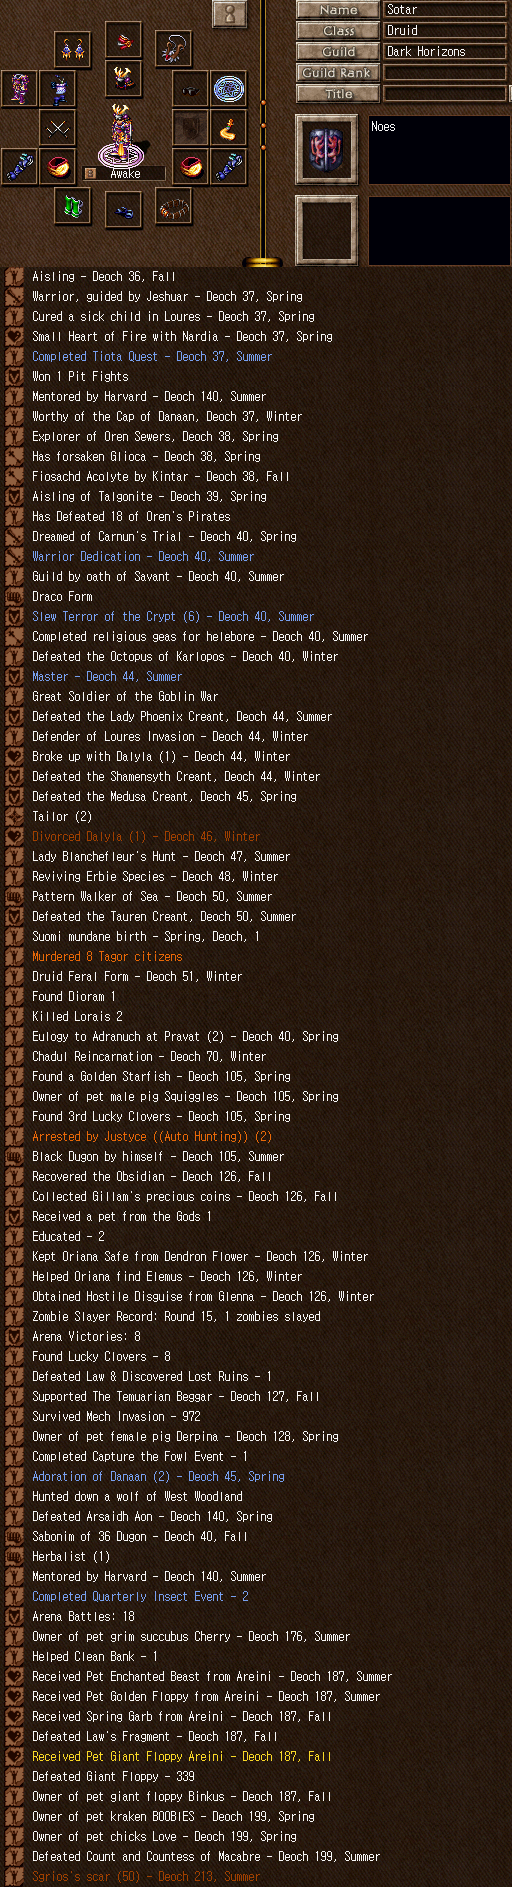 Name
Sotar
Class
Druid
Guild
Dark Horizons
Guild Rank
Title
Noes
Awake
Aisling - Deoch 36, Fall
Warrior, guided by Jeshuar - Deoch 37, Spring
Cured a sick child in Loures - Deoch 37, Spring
Small Heart of Fire with Nardia - Deoch 37, Spring
Completed Tiota Quest - Deoch 37, Summer
Won 1 Pit Fights
Mentored by Harvard - Deoch 140, Summer
Worthy of the Cap of Danaan, Deoch 37, Winter
Explorer of Oren Sewers, Deoch 38, Spring
Has forsaken Glioca - Deoch 38, Spring
Fiosachd Acolyte by Kintar - Deoch 38, Fall
Aisling of Talgonite - Deoch 39, Spring
Has Defeated 18 of Oren's Pirates
Dreamed of Carnun's Trial - Deoch 40, Spring
Warrior Dedication - Deoch 40, Summer
Guild by oath of Savant - Deoch 40, Summer
Draco Form
Slew Terror of the Crypt (6) - Deoch 40, Summer
Completed religious geas for helebore - Deoch 40, Summer
Defeated the Octopus of Karlopos - Deoch 40, Winter
Master - Deoch 44, Summer
Great Soldier of the Goblin War
Defeated the Lady Phoenix Creant, Deoch 44, Summer
Defender of Loures Invasion - Deoch 44, Winter
Broke up with Dalyla (1) - Deoch 44, Winter
Defeated the Shamensyth Creant, Deoch 44, Winter
Defeated the Medusa Creant, Deoch 45, Spring
Tailor (2)
Divorced Dalyla (1) - Deoch 46, Winter
Lady Blanchefleur's Hunt - Deoch 47, Summer
Reviving Erbie Species - Deoch 48, Winter
Pattern Walker of Sea - Deoch 50, Summer
Defeated the Tauren Creant, Deoch 50, Summer
Suomi mundane birth - Spring, Deoch, 1
Murdered 8 Tagor citizens
Druid Feral Form - Deoch 51, Winter
Found Dioram 1
Killed Lorais 2
Eulogy to Adranuch at Pravat (2) - Deoch 40, Spring
Chadul Reincarnation - Deoch 70, Winter
Found a Golden Starfish - Deoch 105, Spring
Owner of pet male pig Squiggles - Deoch 105, Spring
Found 3rd Lucky Clovers - Deoch 105, Spring
Arrested by Justyce ((Auto Hunting)) (2)
Black Dugon by himself - Deoch 105, Summer
Recovered the Obsidian - Deoch 126, Fall
Collected Gillam's precious coins - Deoch 126, Fall
Received a pet from the Gods 1
Educated - 2
Kept Oriana Safe from Dendron Flower - Deoch 126, Winter
Helped Oriana find Elemus - Deoch 126, Winter
Obtained Hostile Disguise from Glenna - Deoch 126, Winter
Zombie Slayer Record: Round 15, 1 zombies slayed
Arena Victories: 8
Found Lucky Clovers - 8
Defeated Law & Discovered Lost Ruins - 1
Supported The Temuarian Beggar - Deoch 127, Fall
Survived Mech Invasion - 972
Owner of pet female pig Derpina - Deoch 128, Spring
Completed Capture the Fowl Event - 1
Adoration of Danaan (2) - Deoch 45, Spring
Hunted down a wolf of West Woodland
Defeated Arsaidh Aon - Deoch 140, Spring
Sabonim of 36 Dugon - Deoch 40, Fall
Herbalist (1)
Mentored by Harvard - Deoch 140, Summer
Completed Quarterly Insect Event - 2
Arena Battles: 18
Owner of pet grim succubus Cherry - Deoch 176, Summer
Helped Clean Bank - 1
Received Pet Enchanted Beast from Areini - Deoch 187, Summer
Received Pet Golden Floppy from Areini - Deoch 187, Summer
Received Spring Garb from Areini - Deoch 187, Fall
Defeated Law's Fragment - Deoch 187, Fall
Received Pet Giant Floppy Areini - Deoch 187, Fall
Defeated Giant Floppy - 339
Owner of pet giant floppy Binkus - Deoch 187, Fall
Owner of pet kraken BOOBIES - Deoch 199, Spring
Owner of pet chicks Love - Deoch 199, Spring
Defeated Count and Countess of Macabre - Deoch 199, Summer
Sgrios's scar (50) - Deoch 213, Summer